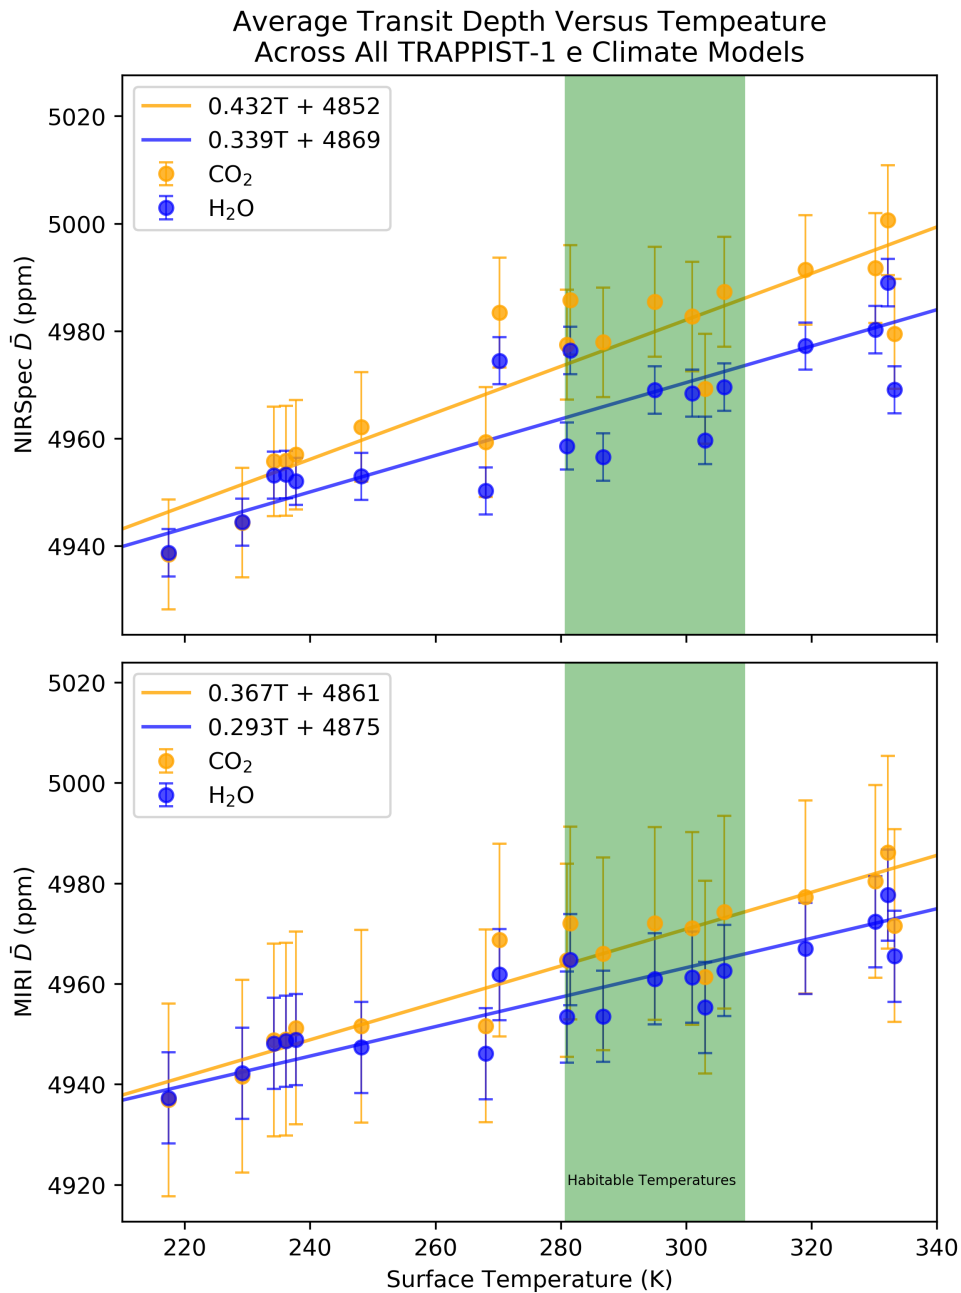 Average Transit Depth Versus Tempeature
Across All TRAPPIST-1 e Climate Models
NIRSpec D̄ (ppm)
5020
5000
4980
4960
4940
0.432T + 4852
0.339T + 4869
CO₂
H₂O
MIRI D̄ (ppm)
5020
5000
4980
4960
4940
4920
0.367T + 4861
0.293T + 4875
CO₂
H₂O
Habitable Temperatures
220 240 260 280 300 320 340
Surface Temperature (K)